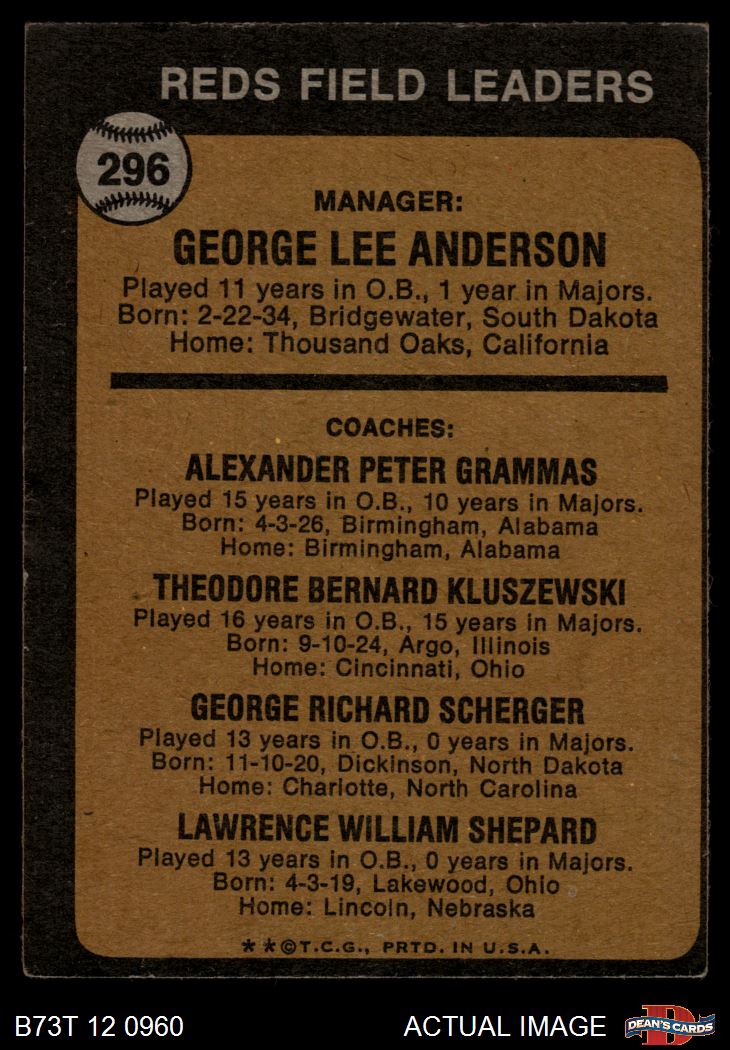 REDS FIELD LEADERS
296
MANAGER:
GEORGE LEE ANDERSON
Played 11 years in O.B., 1 year in Majors.
Born: 2-22-34, Bridgewater, South Dakota
Home: Thousand Oaks, California
COACHES:
ALEXANDER PETER GRAMMAS
Played 15 years in O.B., 10 years in Majors.
Born: 4-3-26, Birmingham, Alabama
Home: Birmingham, Alabama
THEODORE BERNARD KLUSZEWSKI
Played 16 years in O.B., 15 years in Majors.
Born: 9-10-24, Argo, Illinois
Home: Cincinnati, Ohio
GEORGE RICHARD SCHERGER
Played 13 years in O.B., 0 years in Majors.
Born: 11-10-20, Dickinson, North Dakota
Home: Charlotte, North Carolina
LAWRENCE WILLIAM SHEPARD
Played 13 years in O.B., 0 years in Majors.
Born: 4-3-19, Lakewood, Ohio
Home: Lincoln, Nebraska
**©T.C.G., PRTD. IN U.S.A.
B73T 12 0960 ACTUAL IMAGE D DEAN'S CARDS